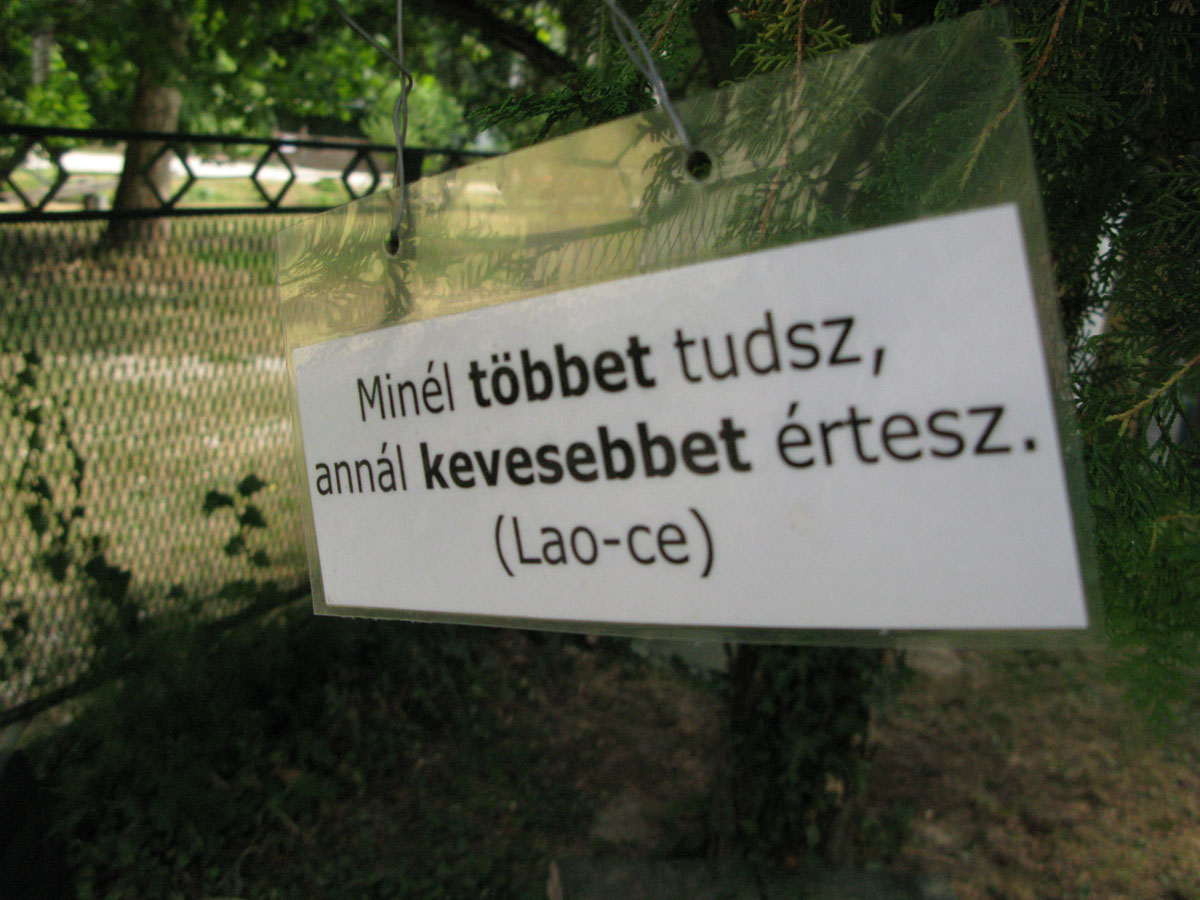 Minél többet tudsz,
annál kevesebbet értesz.
(Lao-ce)